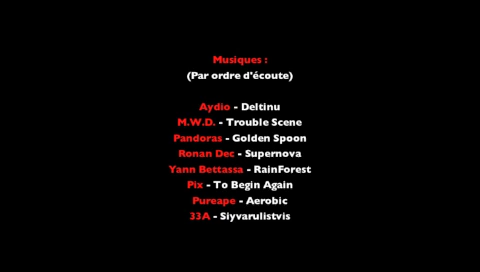 Musiques :
(Par ordre d'écoute)
Aydio - Deltinu
M.W.D. - Trouble Scene
Pandoras - Golden Spoon
Ronan Dec - Supernova
Yann Bettassa - RainForest
Pix - To Begin Again
Pureape - Aerobic
33A - Siyvarulistvis